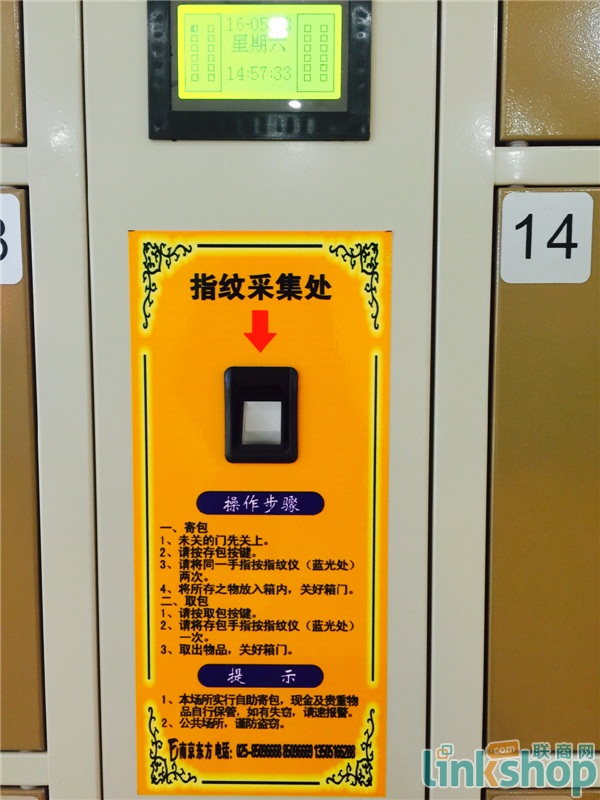 星期六
14:57:33
14
指纹采集处
操作步骤
一、寄包
1、未关的门先关上。
2、请按存包按键。
3、请将同一手指按指纹仪（蓝光处）
两次。
4、将所存之物放入箱内，关好箱门。
二、取包
1、请按取包按键。
2、请将存包手指按指纹仪（蓝光处）
一次。
3、取出物品，关好箱门。
提 示
1、本场所实行自助寄包，现金及贵重物
品自行保管，如有失窃，请速报警。
2、公共场所，谨防盗窃。
南京东方 电话：
.com 联商网
linkshop